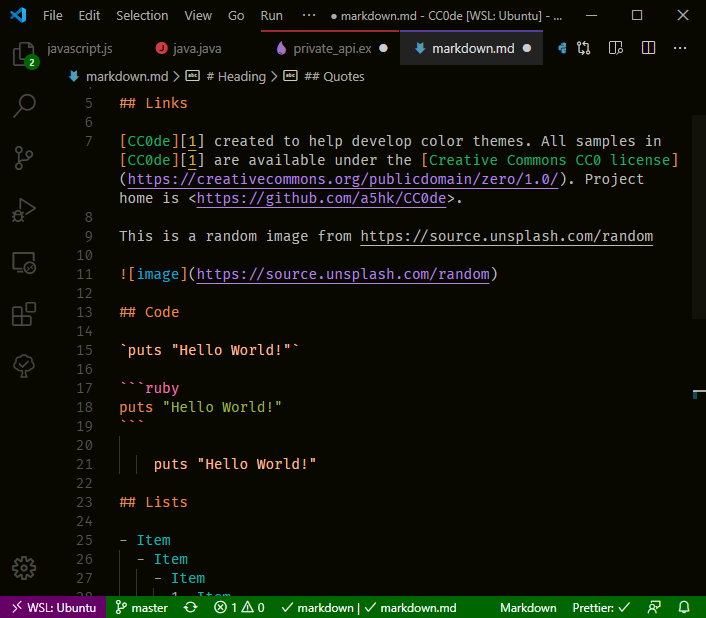 File Edit Selection View Go Run ··· ● markdown.md - CC0de [WSL: Ubuntu] - ...
javascript.js java.java private_api.ex ● markdown.md ● ···
markdown.md > # Heading > ## Quotes
2
5 ## Links
6
7 [CC0de][1] created to help develop color themes. All samples in
[CC0de][1] are available under the [Creative Commons CC0 license]
(https://creativecommons.org/publicdomain/zero/1.0/). Project
home is <https://github.com/a5hk/CC0de>.
8
9 This is a random image from https://source.unsplash.com/random
10
11 ![image](https://source.unsplash.com/random)
12
13 ## Code
14
15 `puts "Hello World!"`
16
17 ```ruby
18 puts "Hello World!"
19 ```
20
21 puts "Hello World!"
22
23 ## Lists
24
25 - Item
26 - Item
27 - Item
28 1. Item
WSL: Ubuntu master 1 0 ✓ markdown | ✓ markdown.md Markdown Prettier: ✓